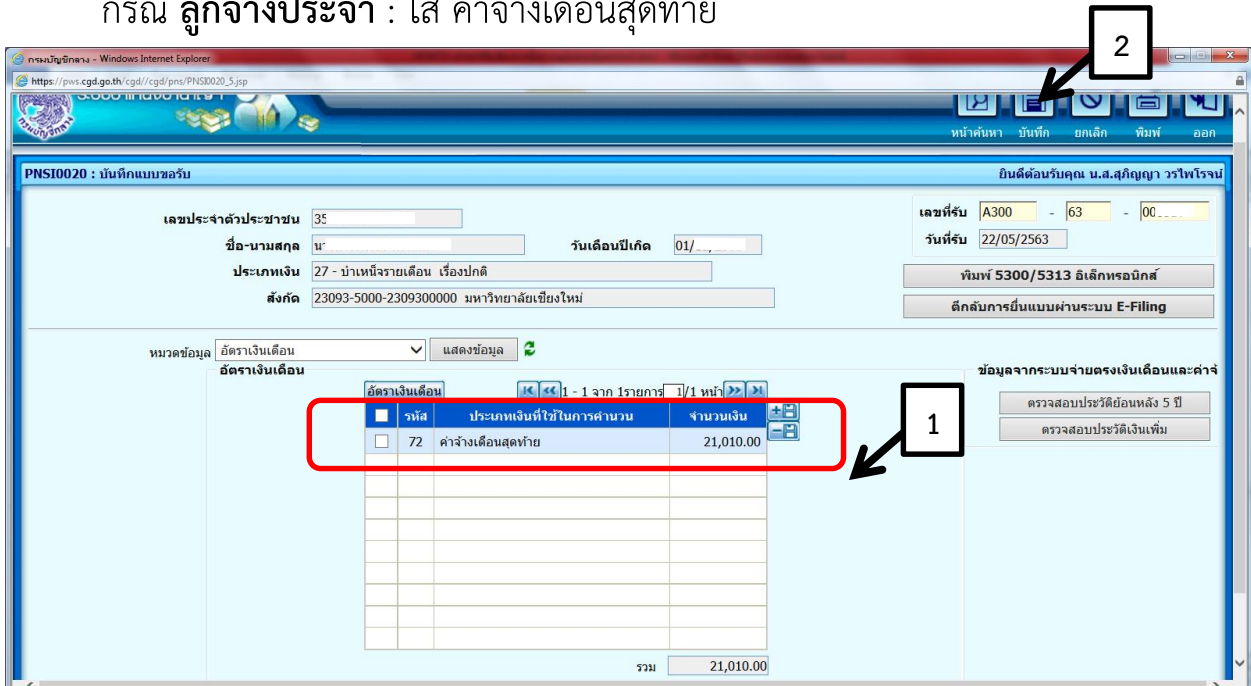 กรณี ลูกจ้างประจำ : ใส่ ค่าจ้างเดือนสุดท้าย
2
กรมบัญชีกลาง - Windows Internet Explorer
https://pws.cgd.go.th/cgd//cgd/pns/PNSI0020_5.jsp
หน้าค้นหา บันทึก ยกเลิก พิมพ์ ออก
PNSI0020 : บันทึกแบบขอรับ ยินดีต้อนรับคุณ น.ส.สุภิญญา วรไพโรจน์
เลขประจำตัวประชาชน 35
เลขที่รับ A300 - 63 - 00
ชื่อ-นามสกุล วันเดือนปีเกิด 01/
วันที่รับ 22/05/2563
ประเภทเงิน 27 - บำเหน็จรายเดือน เรื่องปกติ
พิมพ์ 5300/5313 อิเล็กทรอนิกส์
สังกัด 23093-5000-2309300000 มหาวิทยาลัยเชียงใหม่
ตีกลับการยื่นแบบผ่านระบบ E-Filing
หมวดข้อมูล อัตราเงินเดือน แสดงข้อมูล
อัตราเงินเดือน
ข้อมูลจากระบบจ่ายตรงเงินเดือนและค่าจ้
อัตราเงินเดือน 1 - 1 จาก 1รายการ 1/1 หน้า
ตรวจสอบประวัติย้อนหลัง 5 ปี
รหัส ประเภทเงินที่ใช้ในการคำนวน จำนวนเงิน
1
ตรวจสอบประวัติเงินเพิ่ม
72 ค่าจ้างเดือนสุดท้าย 21,010.00
รวม 21,010.00